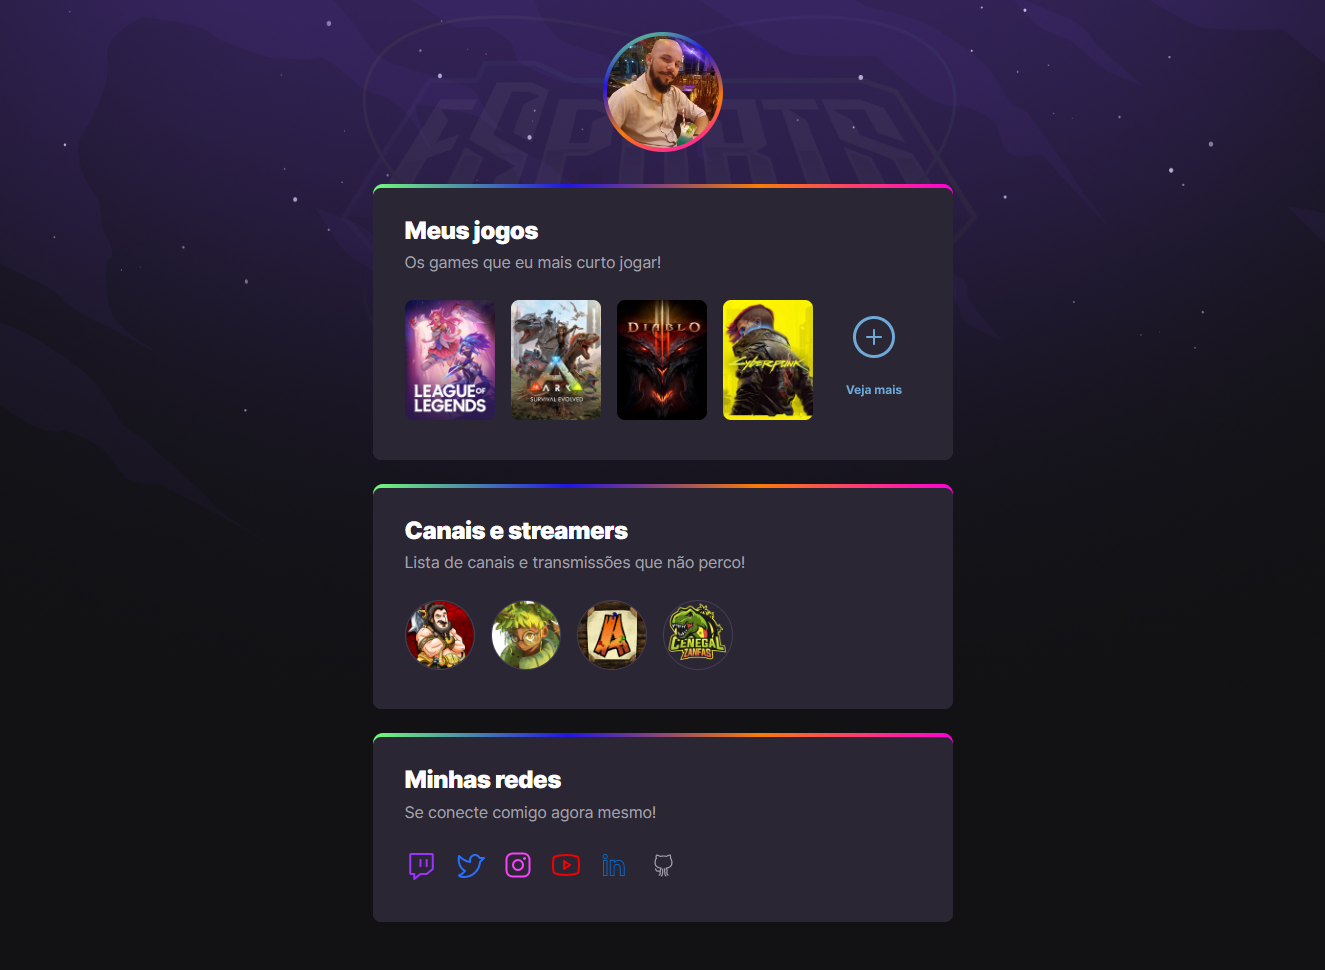 ESPORTS
Meus jogos
Os games que eu mais curto jogar!
LEAGUE OF
LEGENDS
ARK
SURVIVAL EVOLVED
DIABLO
III
CYBERPUNK
Veja mais
Canais e streamers
Lista de canais e transmissões que não perco!
A
CENEGAL
ZANFAS
Minhas redes
Se conecte comigo agora mesmo!
in